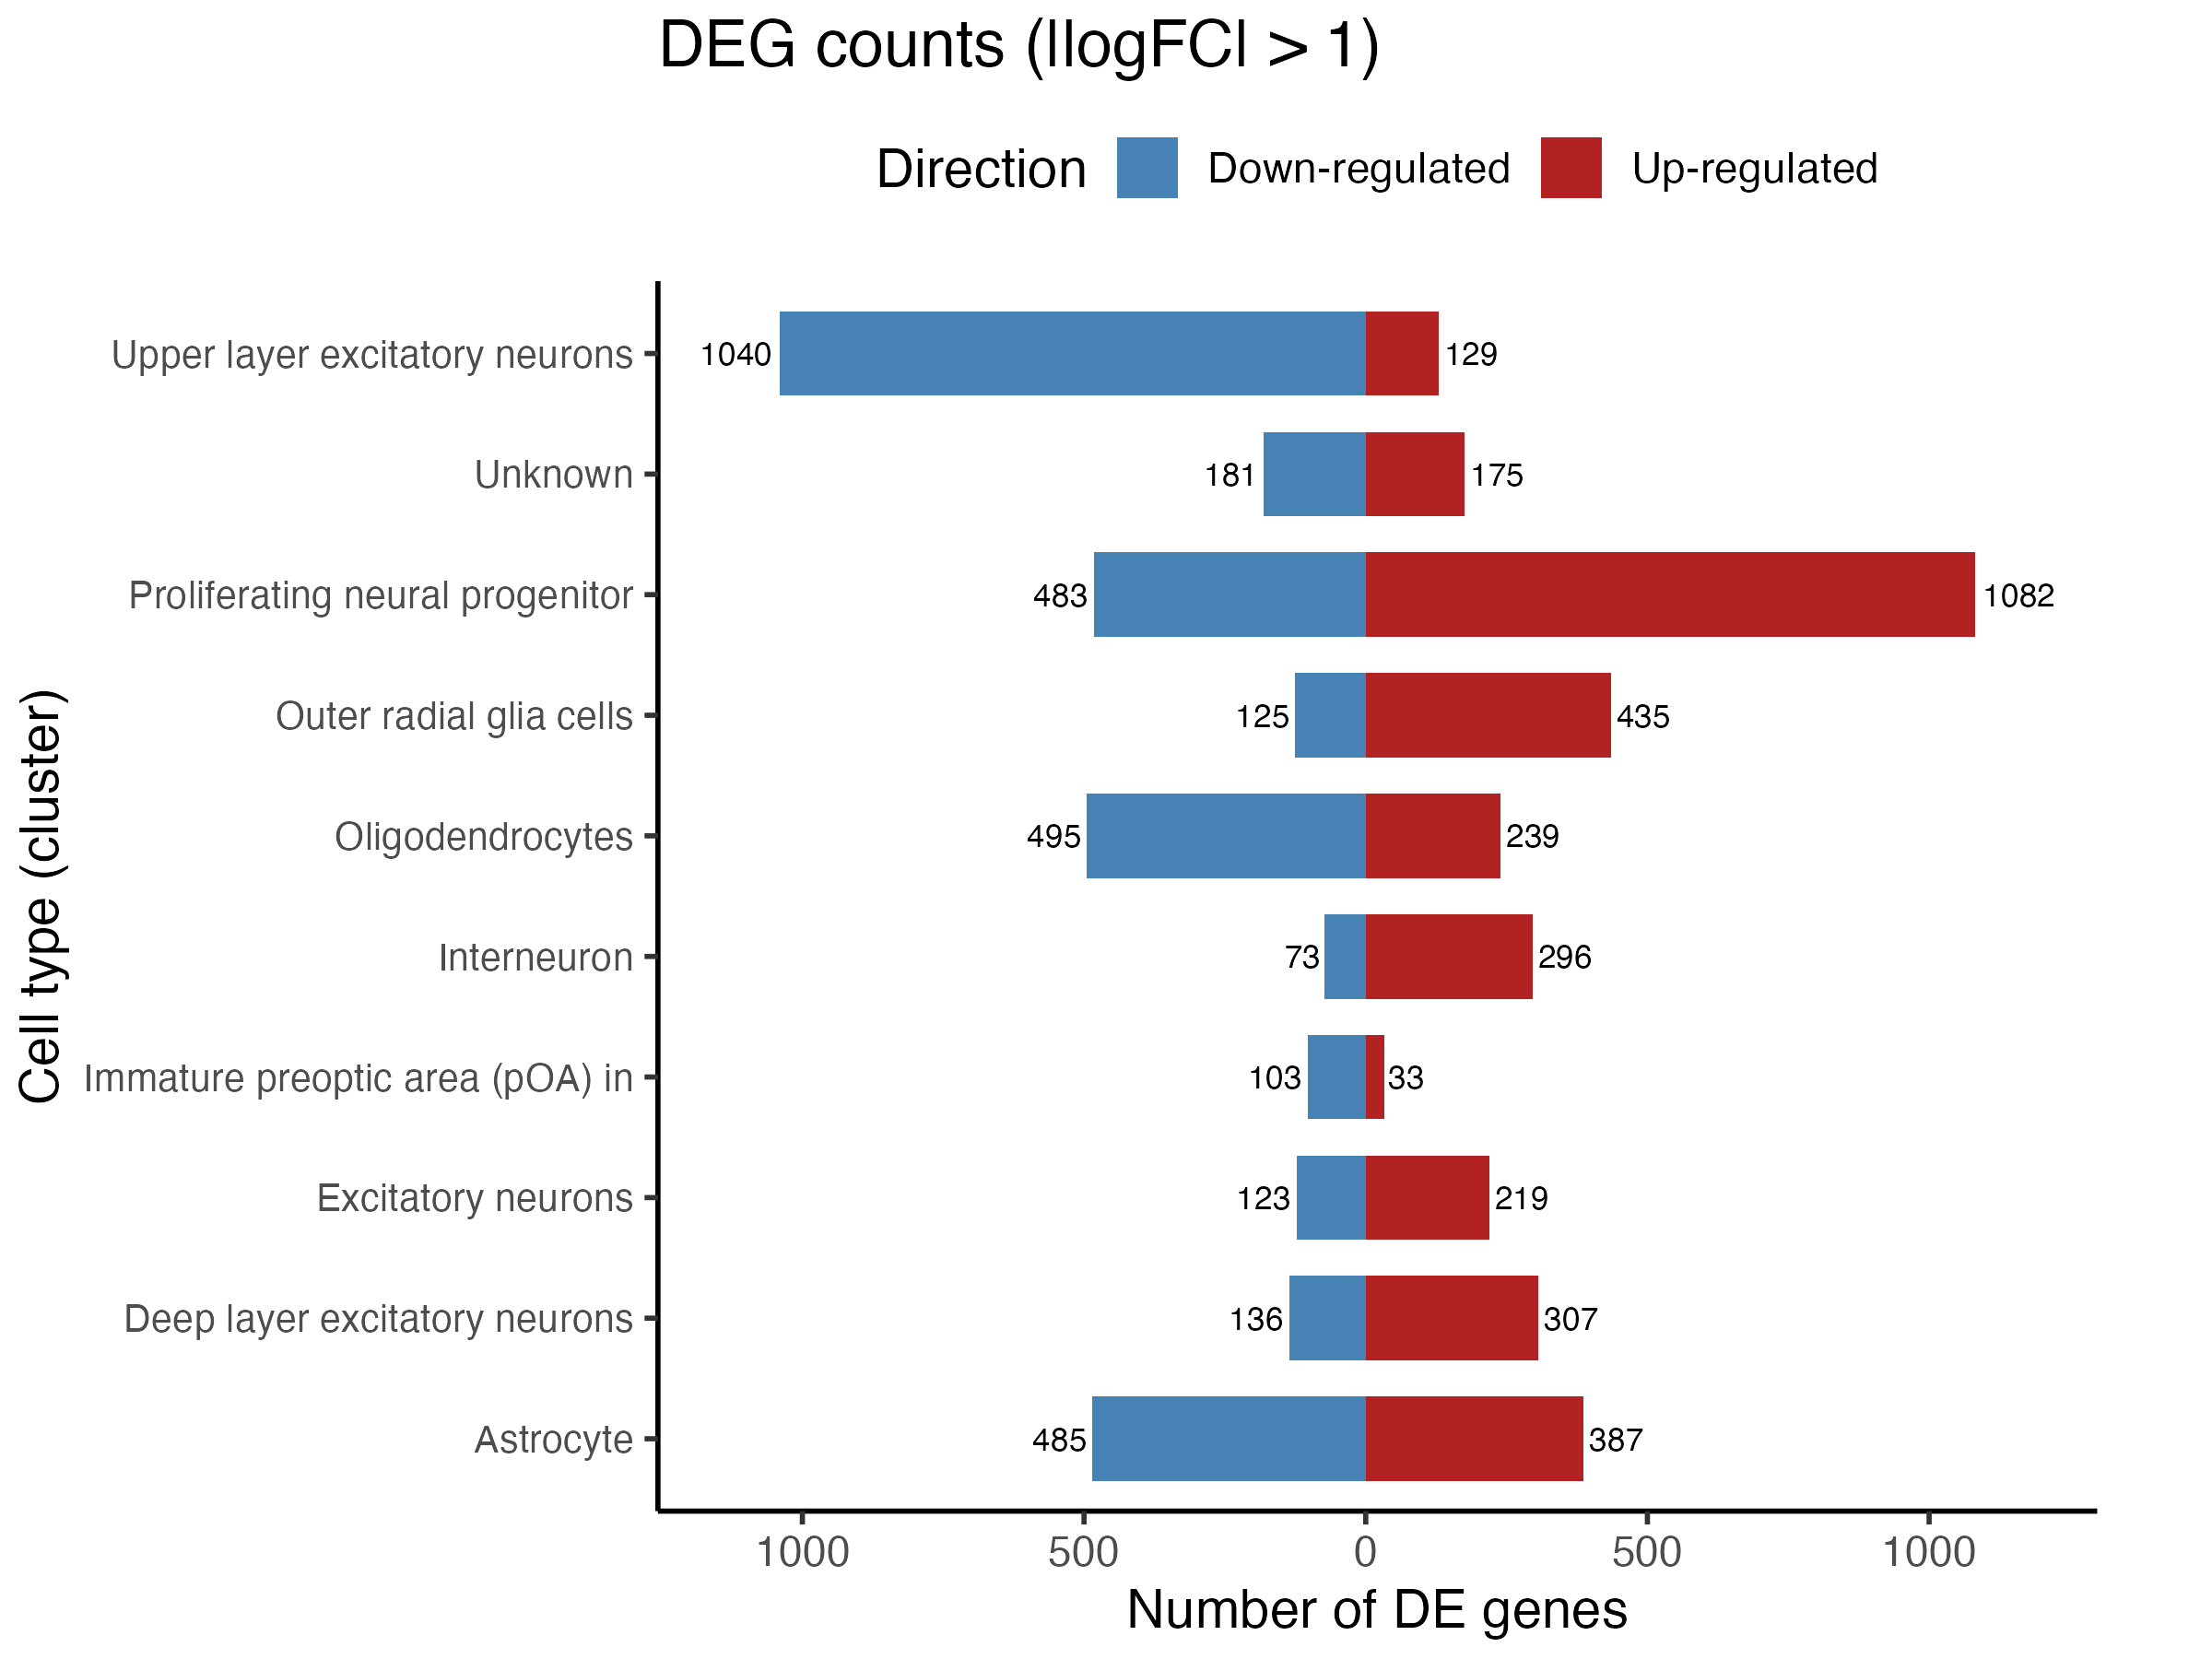 DEG counts (|logFC| > 1)
Direction Down-regulated Up-regulated
Cell type (cluster)
Upper layer excitatory neurons 1040 129
Unknown 181 175
Proliferating neural progenitor 483 1082
Outer radial glia cells 125 435
Oligodendrocytes 495 239
Interneuron 73 296
Immature preoptic area (pOA) in 103 33
Excitatory neurons 123 219
Deep layer excitatory neurons 136 307
Astrocyte 485 387
1000 500 0 500 1000
Number of DE genes